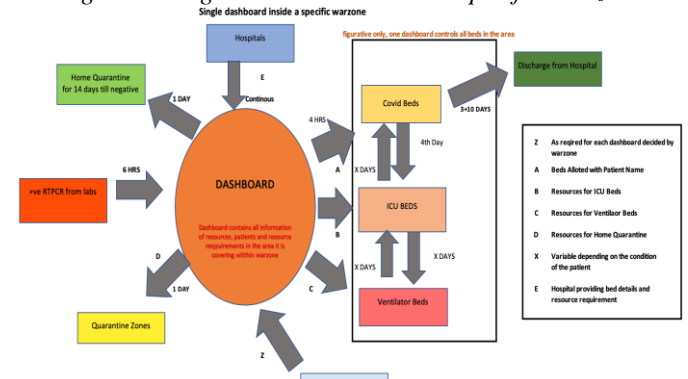 Single dashboard inside a specific warzone
figurative only, one dashboard controls all beds in the area
Hospitals
Home Quarantine
for 14 days till negative
1 DAY
E
Continous
Discharge from Hospital
3+10 DAYS
Covid Beds
4 HRS
4th Day
A
X DAYS
6 HRS
+ve RTPCR from labs
DASHBOARD
Dashboard contains all information
of resources, patients and resource
requirements in the area it is
covering within warzone
ICU BEDS
B
D
1 DAY
C
X DAYS
X DAYS
Quarantine Zones
Ventilator Beds
Z
Z As reqired for each dashboard decided by
warzone
A Beds Alloted with Patient Name
B Resources for ICU Beds
C Resources for Ventilaor Beds
D Resources for Home Quarantine
X Variable depending on the condition
of the patient
E Hospital providing bed details and
resource requirement